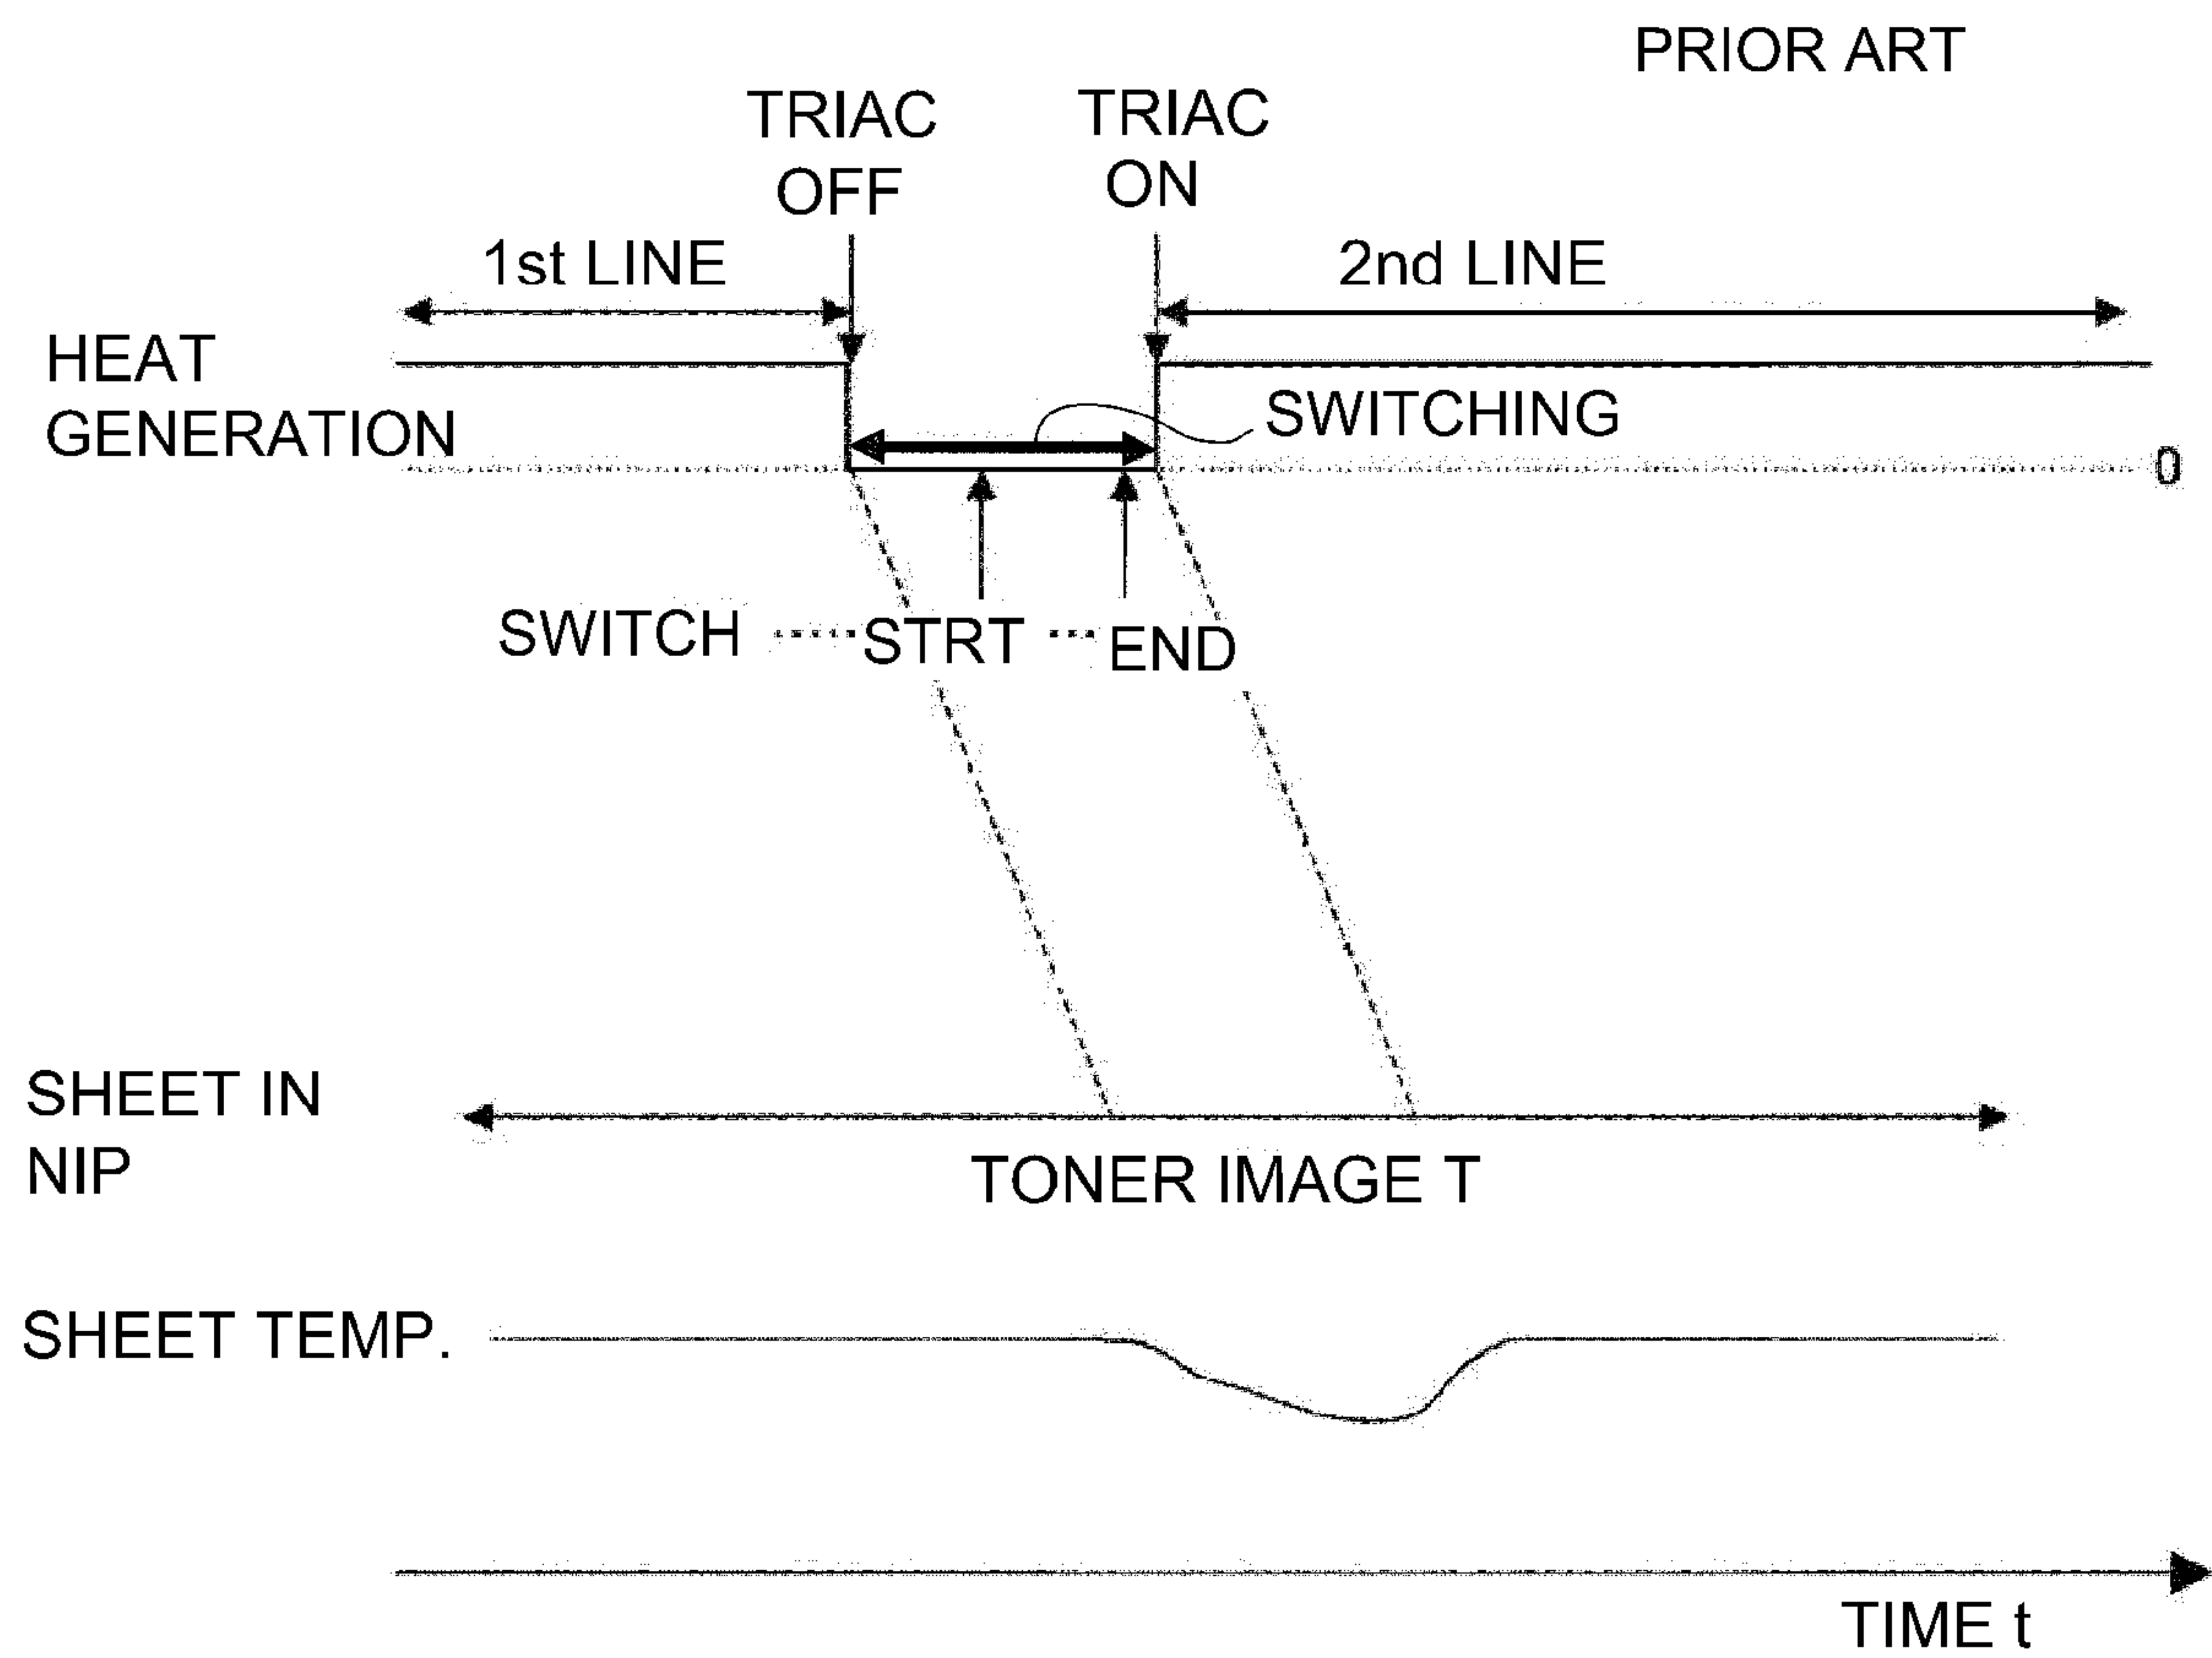 PRIOR ART
TRIAC
OFF
TRIAC
ON
1st LINE
2nd LINE
HEAT
GENERATION
SWITCHING
0
SWITCH
STRT
END
SHEET IN
NIP
TONER IMAGE T
SHEET TEMP.
TIME t